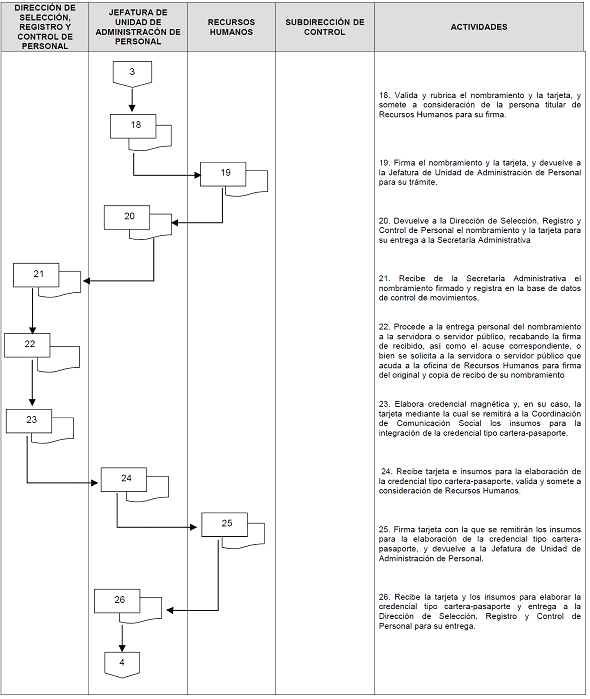 DIRECCIÓN DE
SELECCIÓN,
REGISTRO Y
CONTROL DE
PERSONAL
JEFATURA DE
UNIDAD DE
ADMINISTRACÓN DE
PERSONAL
RECURSOS
HUMANOS
SUBDIRECCIÓN DE
CONTROL
ACTIVIDADES
3
18
18. Valida y rubrica el nombramiento y la tarjeta, y
somete a consideración de la persona titular de
Recursos Humanos para su firma.
19
19. Firma el nombramiento y la tarjeta, y devuelve a
la Jefatura de Unidad de Administración de Personal
para su trámite.
20
20. Devuelve a la Dirección de Selección, Registro y
Control de Personal el nombramiento y la tarjeta para
su entrega a la Secretaría Administrativa
21
21. Recibe de la Secretaría Administrativa el
nombramiento firmado y registra en la base de datos
de control de movimientos.
22
22. Procede a la entrega personal del nombramiento
a la servidora o servidor público, recabando la firma
de recibido, así como el acuse correspondiente, o
bien se solicita a la servidora o servidor público que
acuda a la oficina de Recursos Humanos para firma
del original y copia de recibo de su nombramiento
23
23. Elabora credencial magnética y, en su caso, la
tarjeta mediante la cual se remitirá a la Coordinación
de Comunicación Social los insumos para la
integración de la credencial tipo cartera-pasaporte.
24
24. Recibe tarjeta e insumos para la elaboración de
la credencial tipo cartera-pasaporte, valida y somete a
consideración de Recursos Humanos.
25
25. Firma tarjeta con la que se remitirán los insumos
para la elaboración de la credencial tipo cartera-
pasaporte, y devuelve a la Jefatura de Unidad de
Administración de Personal.
26
26. Recibe la tarjeta y los insumos para elaborar la
credencial tipo cartera-pasaporte y entrega a la
Dirección de Selección, Registro y Control de
Personal para su entrega.
4